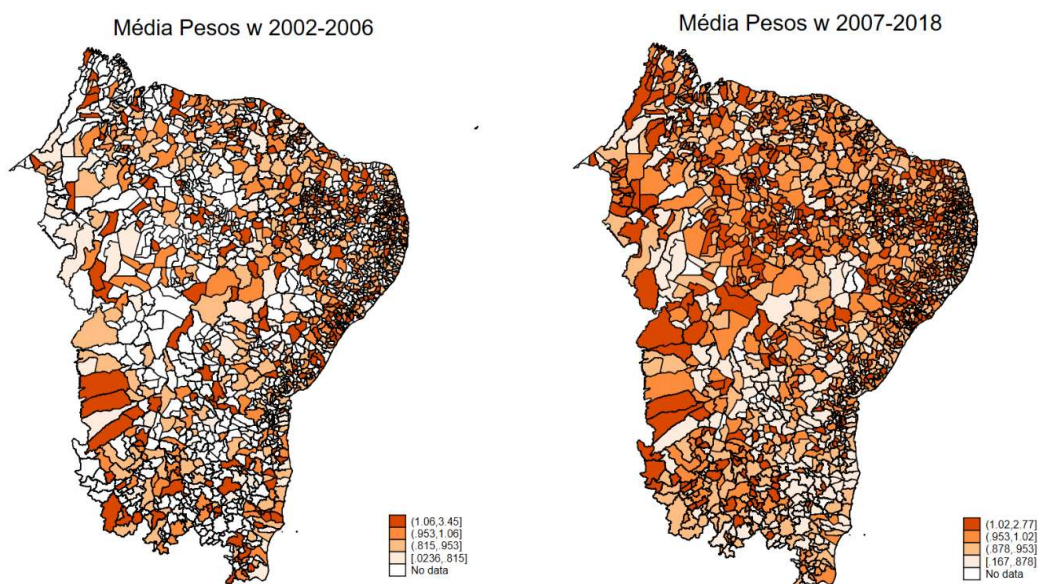 Média Pesos w 2002-2006
(1.06,3.45]
(.953,1.06]
(.815,.953]
[.0236,.815]
No data
Média Pesos w 2007-2018
(1.02,2.77]
(.953,1.02]
(.878,.953]
[.167,.878]
No data